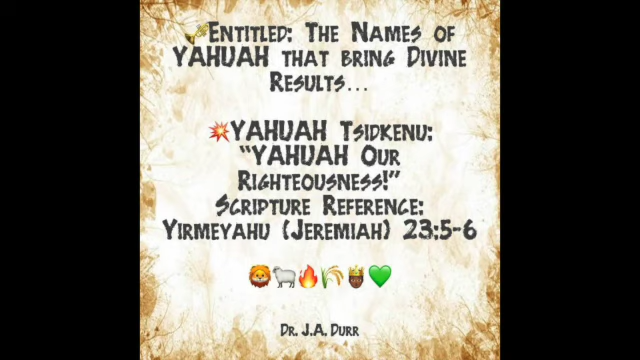 🎺Entitled: The Names of
YAHUAH that bring Divine
Results...
💥YAHUAH Tsidkenu:
"YAHUAH Our
Righteousness!"
Scripture Reference:
Yirmeyahu (Jeremiah) 23:5-6
🦁🐑🔥🌾🤴🏾💚
Dr. J.A. Durr